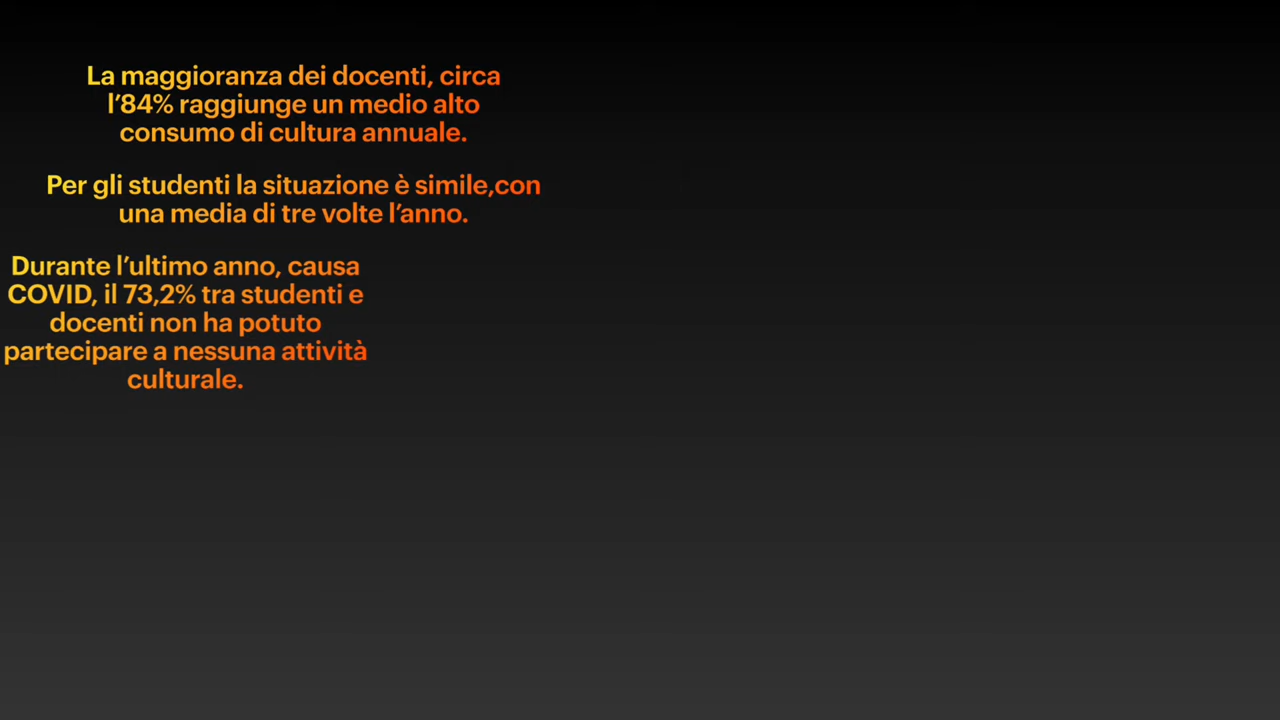 La maggioranza dei docenti, circa
l’84% raggiunge un medio alto
consumo di cultura annuale.
Per gli studenti la situazione è simile,con
una media di tre volte l’anno.
Durante l’ultimo anno, causa
COVID, il 73,2% tra studenti e
docenti non ha potuto
partecipare a nessuna attività
culturale.